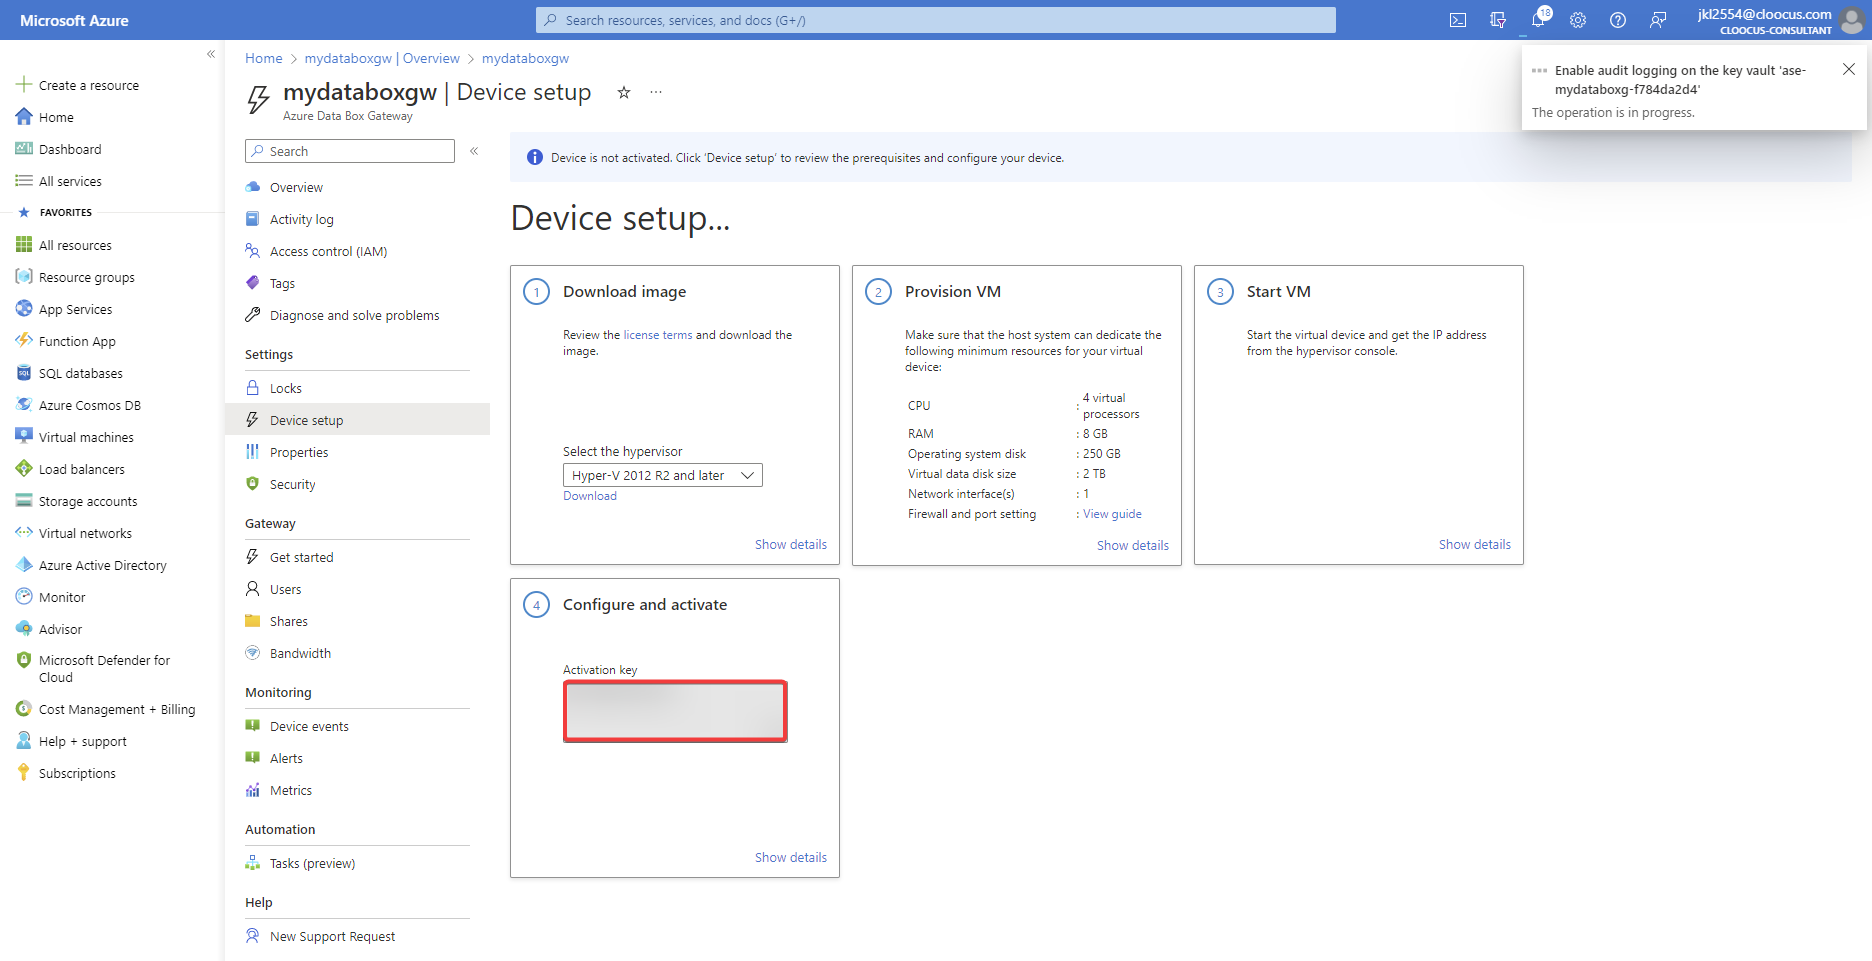 Microsoft Azure
Search resources, services, and docs (G+/)
18
jkl2554@cloocus.com
CLOOCUS-CONSULTANT
Create a resource
Home
Dashboard
All services
FAVORITES
All resources
Resource groups
App Services
Function App
SQL databases
Azure Cosmos DB
Virtual machines
Load balancers
Storage accounts
Virtual networks
Azure Active Directory
Monitor
Advisor
Microsoft Defender for
Cloud
Cost Management + Billing
Help + support
Subscriptions
Home > mydataboxgw | Overview > mydataboxgw
mydataboxgw | Device setup
Azure Data Box Gateway
Search
Overview
Activity log
Access control (IAM)
Tags
Diagnose and solve problems
Settings
Locks
Device setup
Properties
Security
Gateway
Get started
Users
Shares
Bandwidth
Monitoring
Device events
Alerts
Metrics
Automation
Tasks (preview)
Help
New Support Request
Enable audit logging on the key vault 'ase-
mydataboxg-f784da2d4'
The operation is in progress.
Device is not activated. Click 'Device setup' to review the prerequisites and configure your device.
Device setup...
1 Download image
Review the license terms and download the
image.
Select the hypervisor
Hyper-V 2012 R2 and later
Download
Show details
2 Provision VM
Make sure that the host system can dedicate the
following minimum resources for your virtual
device:
CPU : 4 virtual
processors
RAM : 8 GB
Operating system disk : 250 GB
Virtual data disk size : 2 TB
Network interface(s) : 1
Firewall and port setting : View guide
Show details
3 Start VM
Start the virtual device and get the IP address
from the hypervisor console.
Show details
4 Configure and activate
Activation key
Show details